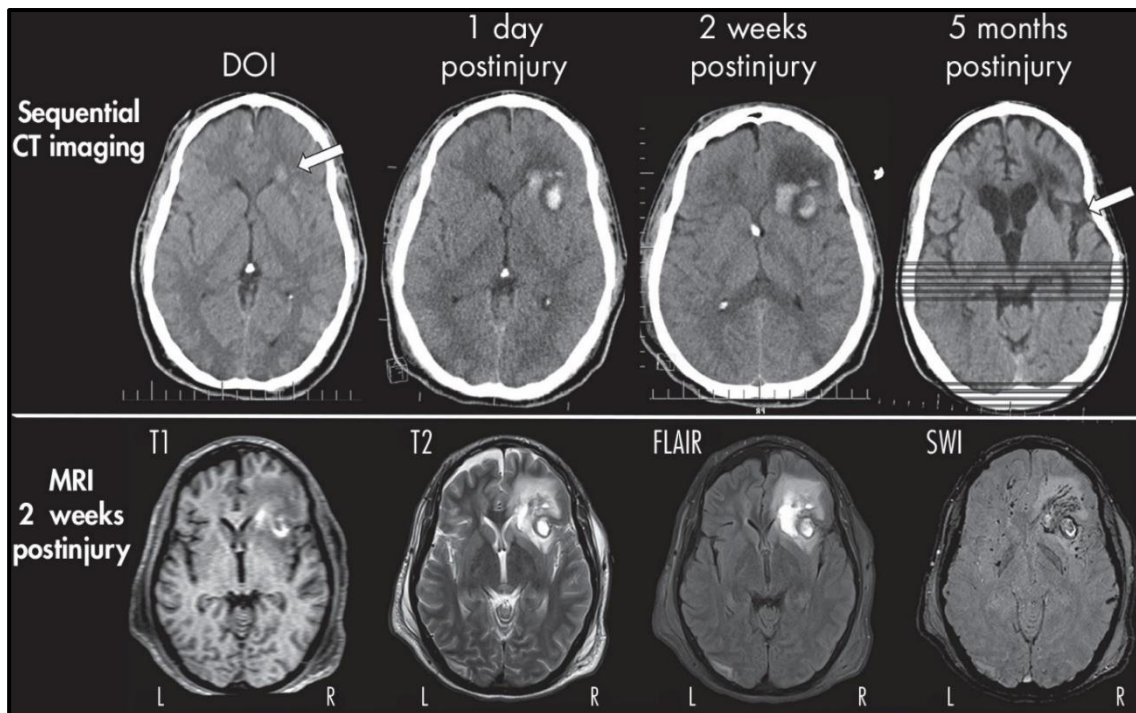 DOI
1 day
postinjury
2 weeks
postinjury
5 months
postinjury
Sequential
CT imaging
MRI
2 weeks
postinjury
T1
T2
FLAIR
SWI
L R
L R
L R
L R